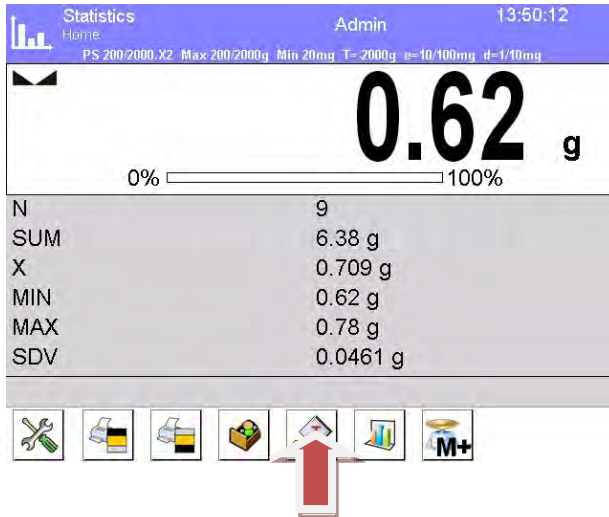 Statistics
Home
Admin
13:50:12
PS 200/2000.X2 Max 200/2000g Min 20mg T=-2000g e=10/100mg d=1/10mg
0.62 g
0% 100%
N 9
SUM 6.38 g
X 0.709 g
MIN 0.62 g
MAX 0.78 g
SDV 0.0461 g
T
M+